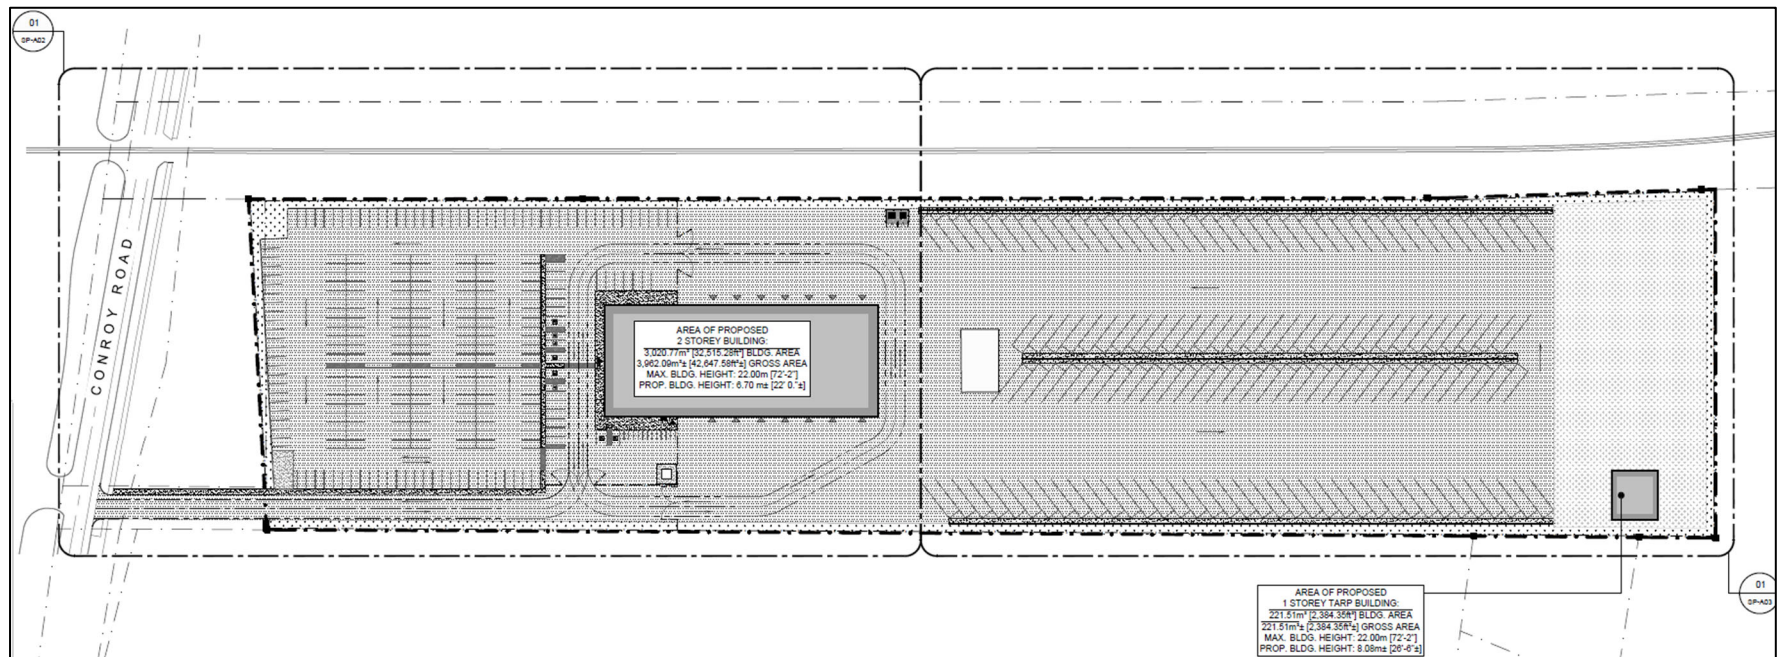 01
SP-A02
CONROY ROAD
AREA OF PROPOSED
2 STOREY BUILDING:
3,020.77m² [32,515.28ft²] BLDG. AREA
3,962.09m²± [42,647.58ft²±] GROSS AREA
MAX. BLDG. HEIGHT: 22.00m [72'-2"]
PROP. BLDG. HEIGHT: 6.70 m± [22' 0."±]
AREA OF PROPOSED
1 STOREY TARP BUILDING:
221.51m² [2,384.35ft²] BLDG. AREA
221.51m²± [2,384.35ft²±] GROSS AREA
MAX. BLDG. HEIGHT: 22.00m [72'-2"]
PROP. BLDG. HEIGHT: 8.08m± [26'-6"±]
01
SP-A03